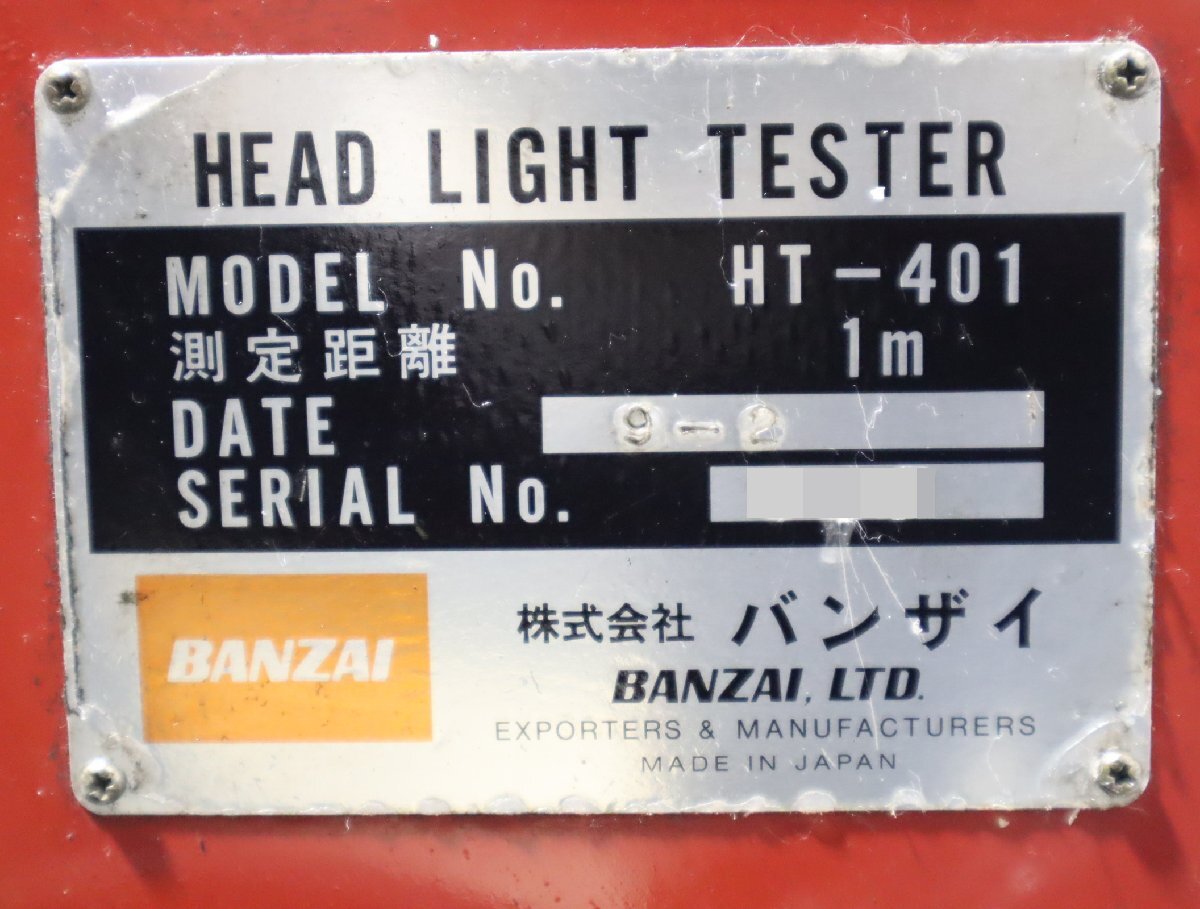 HEAD LIGHT TESTER
MODEL No. HT-401
測定距離 1m
DATE 9-2
SERIAL No.
BANZAI
株式会社 バンザイ
BANZAI, LTD.
EXPORTERS & MANUFACTURERS
MADE IN JAPAN